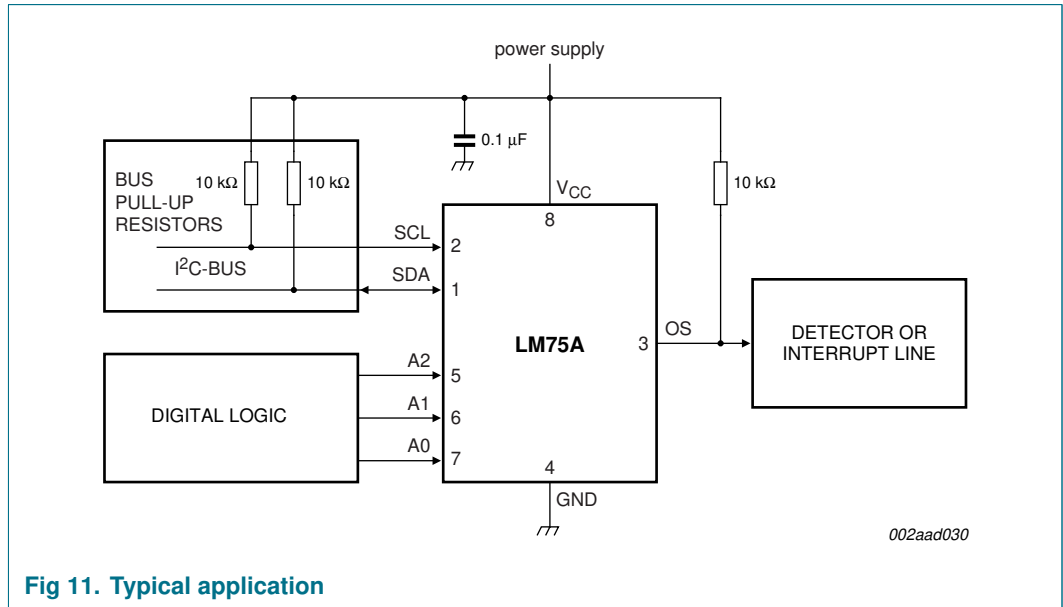 power supply
0.1 μF
BUS
PULL-UP
RESISTORS
10 kΩ
10 kΩ
10 kΩ
VCC
8
SCL
2
I2C-BUS
SDA
1
LM75A
3
OS
DETECTOR OR
INTERRUPT LINE
DIGITAL LOGIC
A2
5
A1
6
A0
7
4
GND
002aad030
Fig 11. Typical application